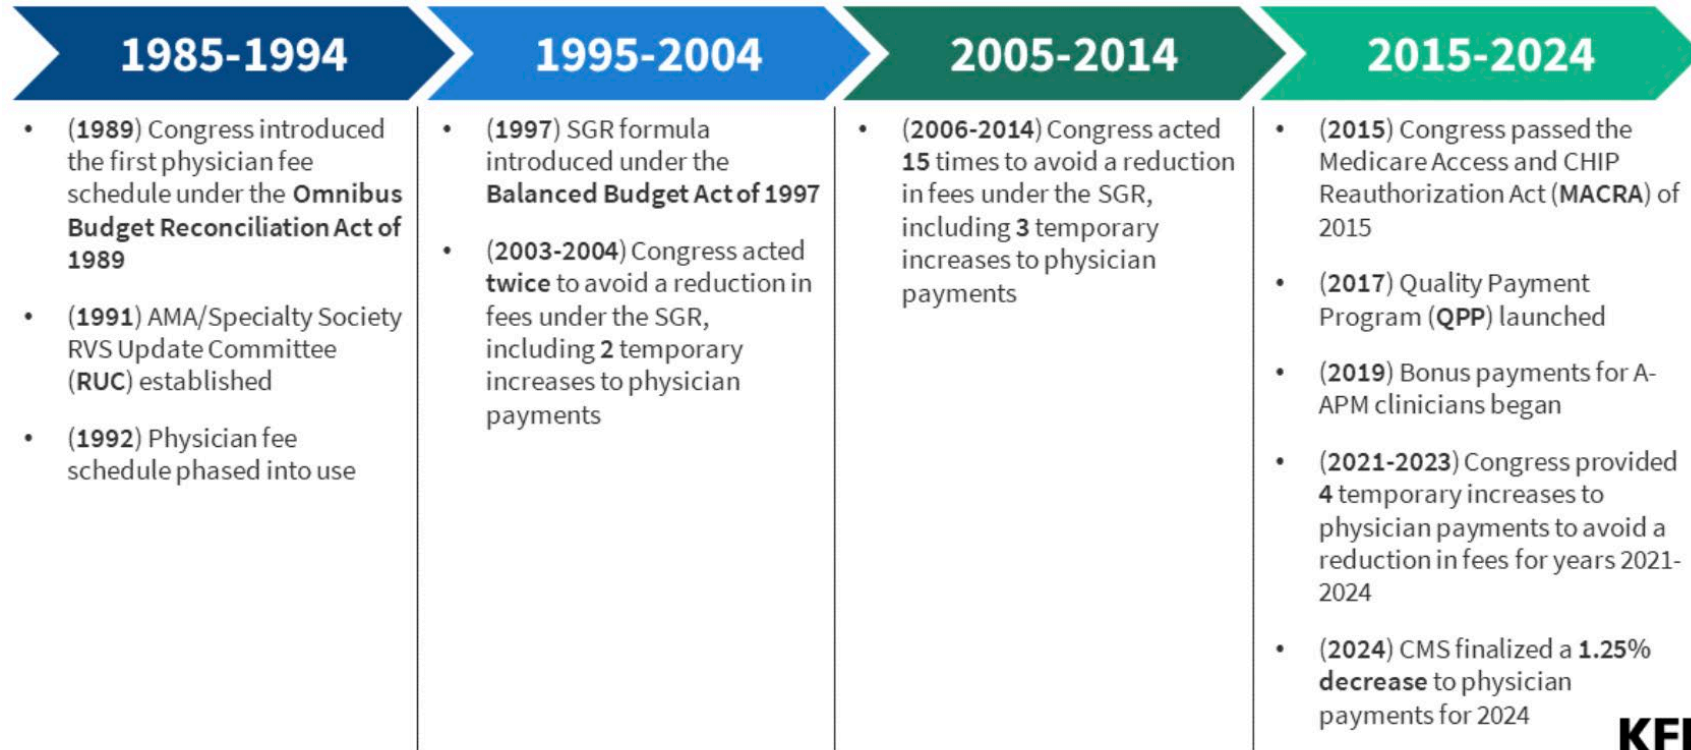 1985-1994
• (1989) Congress introduced
the first physician fee
schedule under the Omnibus
Budget Reconciliation Act of
1989
• (1991) AMA/Specialty Society
RVS Update Committee
(RUC) established
• (1992) Physician fee
schedule phased into use
1995-2004
• (1997) SGR formula
introduced under the
Balanced Budget Act of 1997
• (2003-2004) Congress acted
twice to avoid a reduction in
fees under the SGR,
including 2 temporary
increases to physician
payments
2005-2014
• (2006-2014) Congress acted
15 times to avoid a reduction
in fees under the SGR,
including 3 temporary
increases to physician
payments
2015-2024
• (2015) Congress passed the
Medicare Access and CHIP
Reauthorization Act (MACRA) of
2015
• (2017) Quality Payment
Program (QPP) launched
• (2019) Bonus payments for A-
APM clinicians began
• (2021-2023) Congress provided
4 temporary increases to
physician payments to avoid a
reduction in fees for years 2021-
2024
• (2024) CMS finalized a 1.25%
decrease to physician
payments for 2024